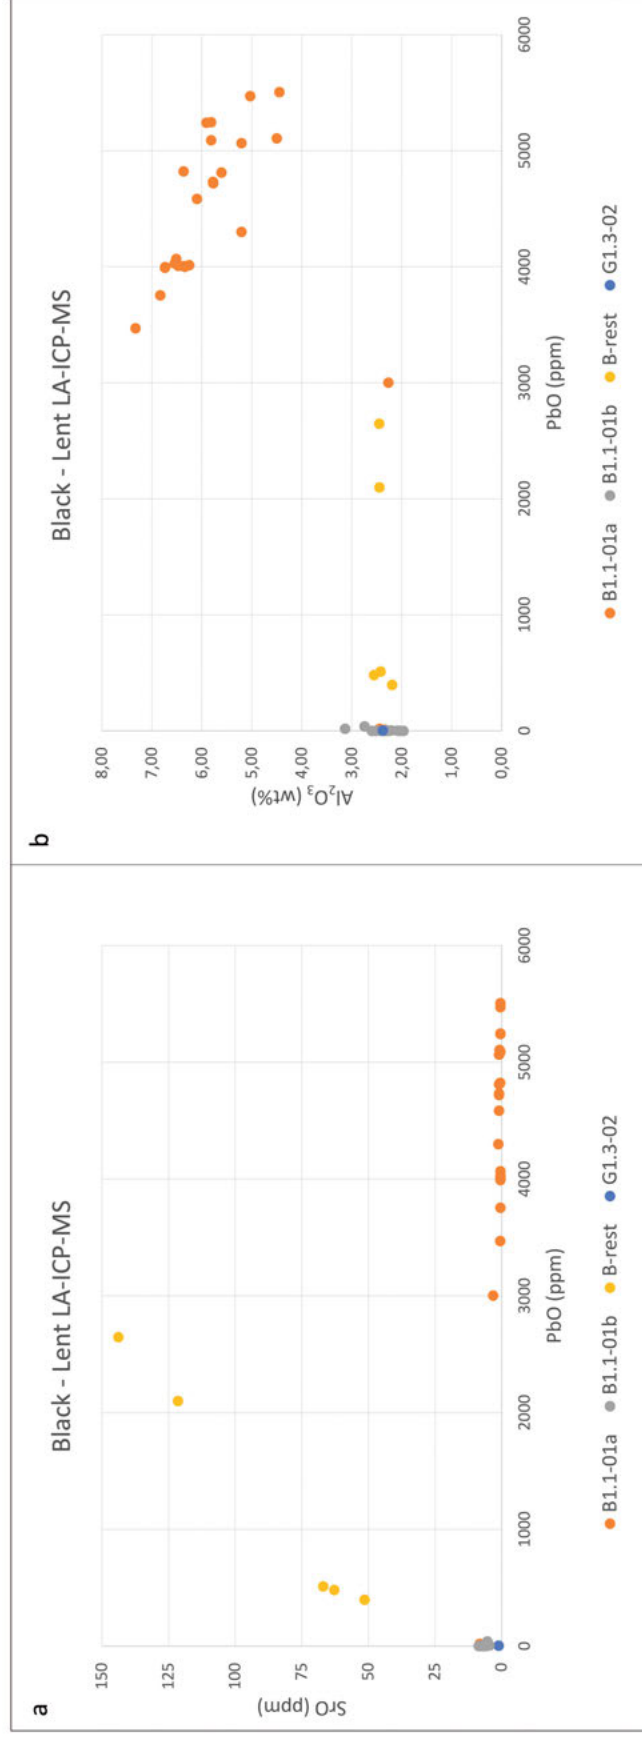 a
Black - Lent LA-ICP-MS
SrO (ppm)
150
125
100
75
50
25
0
0 1000 2000 3000 4000 5000 6000
PbO (ppm)
B1.1-01a B1.1-01b B-rest G1.3-02
b
Black - Lent LA-ICP-MS
Al₂O₃ (wt%)
8,00
7,00
6,00
5,00
4,00
3,00
2,00
1,00
0,00
0 1000 2000 3000 4000 5000 6000
PbO (ppm)
B1.1-01a B1.1-01b B-rest G1.3-02